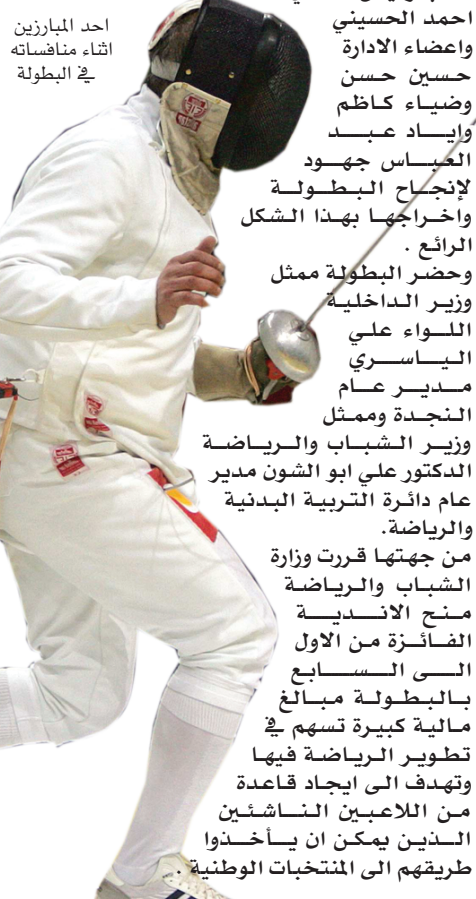 احد المبارزين
اثناء منافساته
في البطولة
احمد الحسيني
واعضاء الادارة
حسين حسن
وضياء كاظم
واياد عبد
العباس جهود
لإنجاح البطولة
واخراجها بهذا الشكل
الرائع .
وحضر البطولة ممثل
وزير الداخلية
اللواء علي
الياسري
مدير عام
النجدة وممثل
وزير الشباب والرياضة
الدكتور علي ابو الشون مدير
عام دائرة التربية البدنية
والرياضة.
من جهتها قررت وزارة
الشباب والرياضة
منح الاندية
الفائزة من الاول
الى السابع
بالبطولة مبالغ
مالية كبيرة تسهم في
تطوير الرياضة فيها
وتهدف الى ايجاد قاعدة
من اللاعبين الناشئين
الذين يمكن ان يأخذوا
طريقهم الى المنتخبات الوطنية .